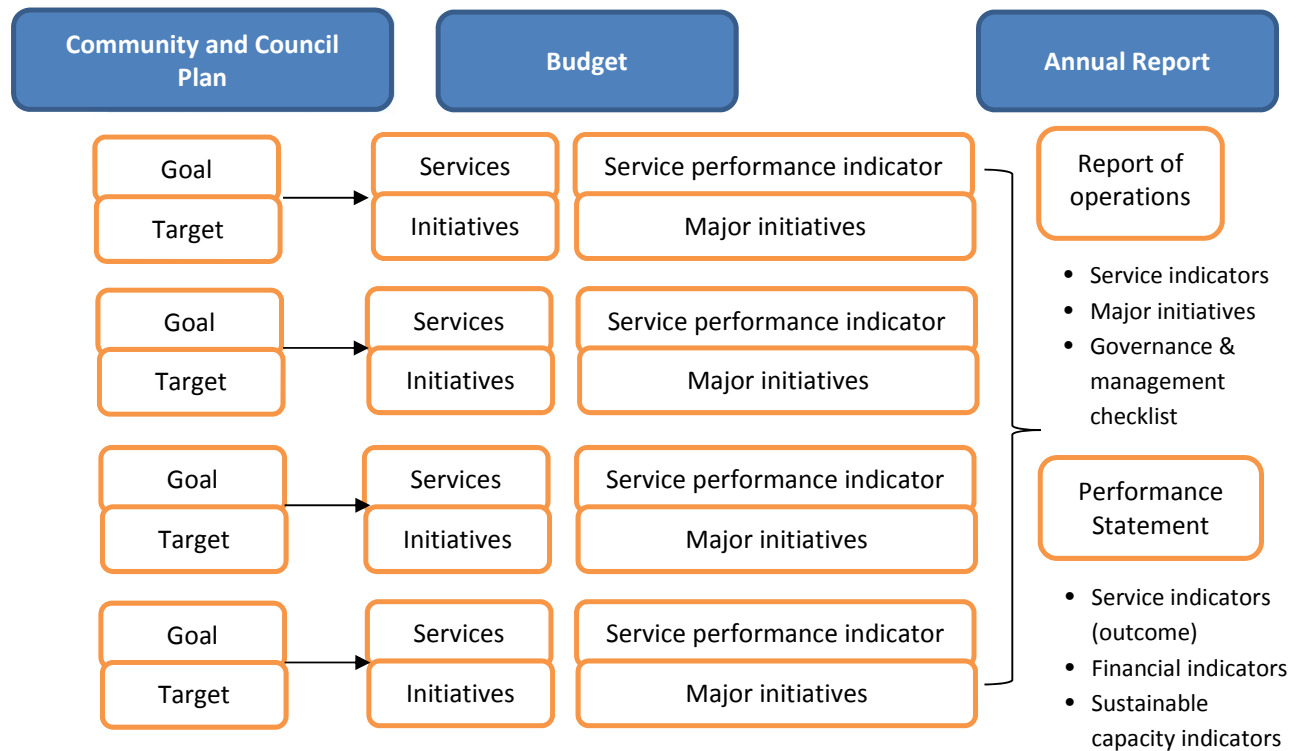 Community and Council
Plan
Budget
Annual Report
Goal
Target
Services
Initiatives
Service performance indicator
Major initiatives
Goal
Target
Services
Initiatives
Service performance indicator
Major initiatives
Goal
Target
Services
Initiatives
Service performance indicator
Major initiatives
Goal
Target
Services
Initiatives
Service performance indicator
Major initiatives
Report of
operations
• Service indicators
• Major initiatives
• Governance &
management
checklist
Performance
Statement
• Service indicators
(outcome)
• Financial indicators
• Sustainable
capacity indicators